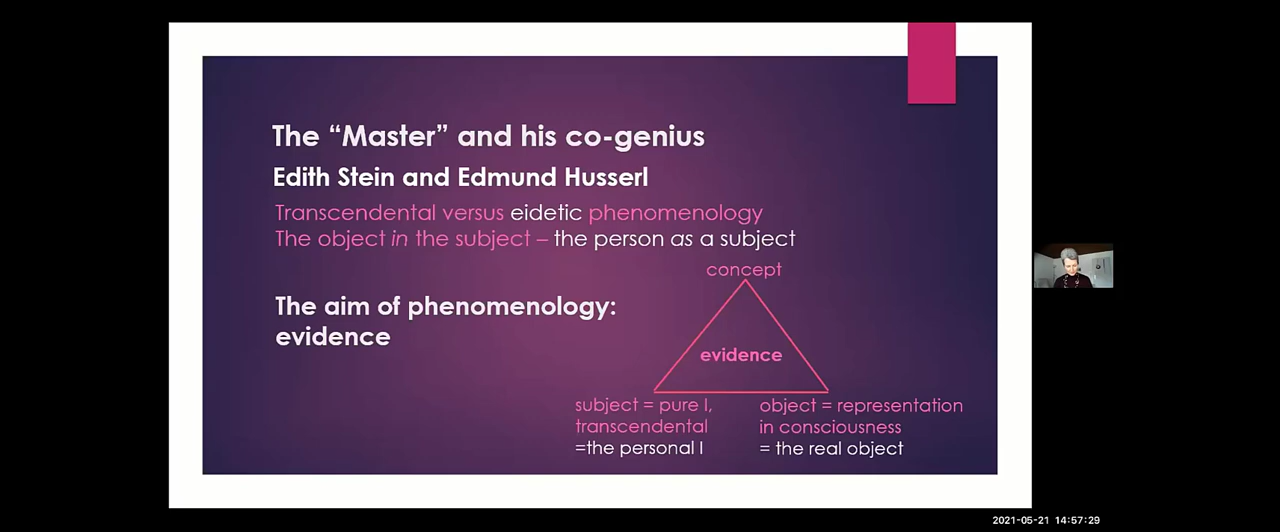 The “Master” and his co-genius
Edith Stein and Edmund Husserl
Transcendental versus eidetic phenomenology
The object in the subject – the person as a subject
concept
The aim of phenomenology:
evidence
evidence
subject = pure I,
transcendental
=the personal I
object = representation
in consciousness
= the real object
2021-05-21 14:57:29